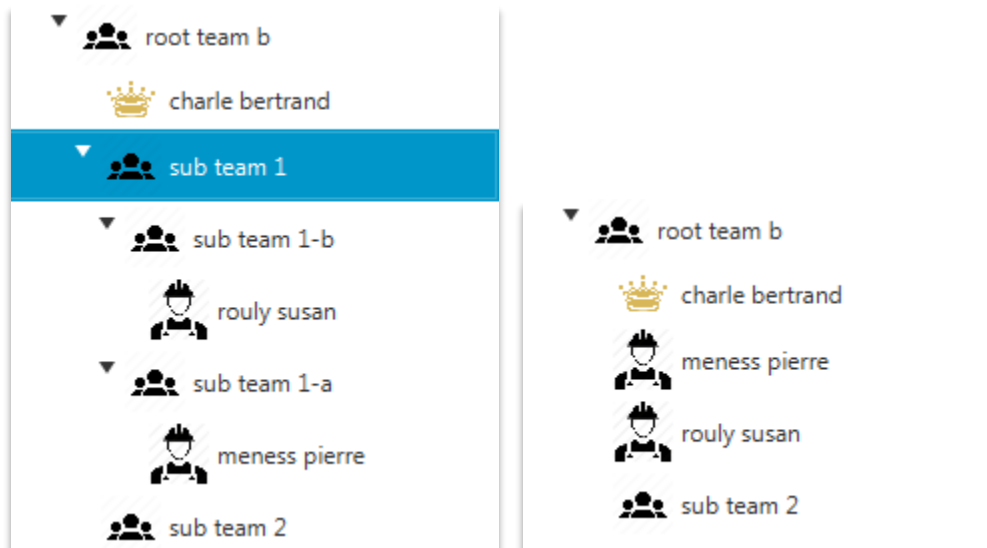 root team b
charle bertrand
sub team 1
sub team 1-b
rouly susan
sub team 1-a
meness pierre
sub team 2
root team b
charle bertrand
meness pierre
rouly susan
sub team 2